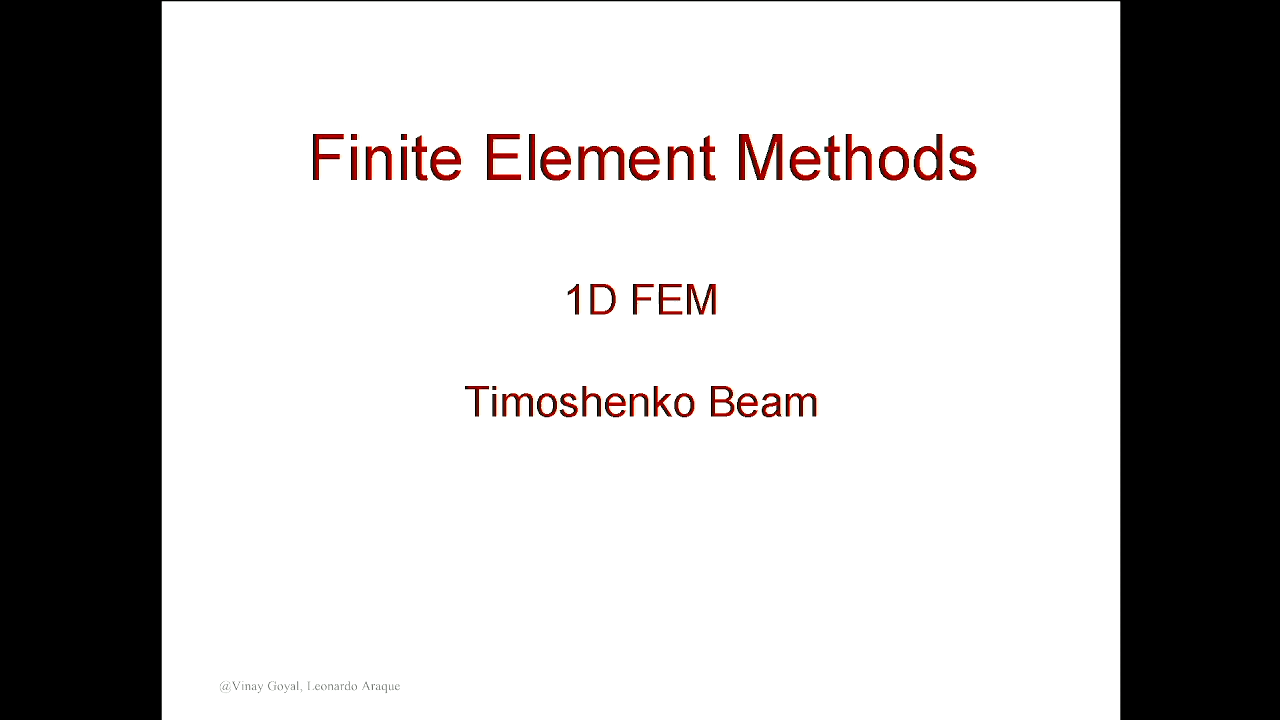 Finite Element Methods
1D FEM
Timoshenko Beam
@Vinay Goyal, Leonardo Araque